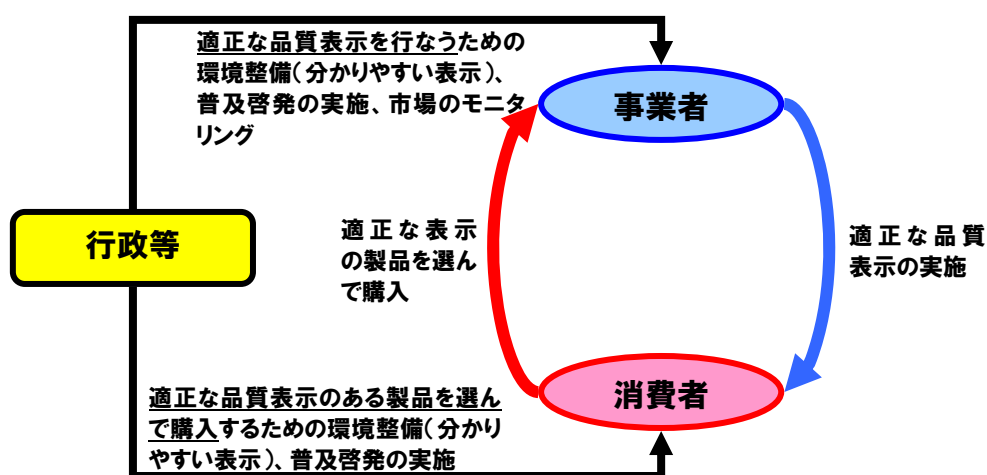 適正な品質表示を行なうための
環境整備(分かりやすい表示)、
普及啓発の実施、市場のモニタ
リング
事業者
行政等
適正な表示
の製品を選ん
で購入
適正な品質
表示の実施
消費者
適正な品質表示のある製品を選ん
で購入するための環境整備(分かり
やすい表示)、普及啓発の実施